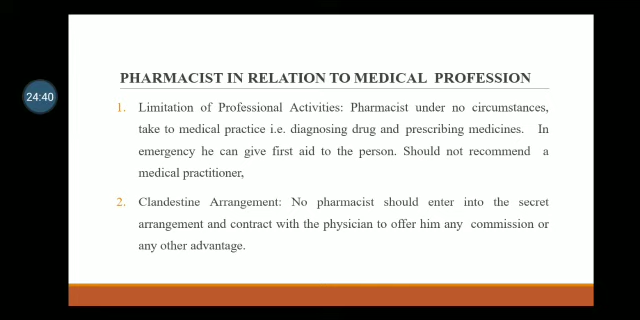 PHARMACIST IN RELATION TO MEDICAL PROFESSION
24:40
1. Limitation of Professional Activities: Pharmacist under no circumstances,
take to medical practice i.e. diagnosing drug and prescribing medicines. In
emergency he can give first aid to the person. Should not recommend a
medical practitioner,
2. Clandestine Arrangement: No pharmacist should enter into the secret
arrangement and contract with the physician to offer him any commission or
any other advantage.